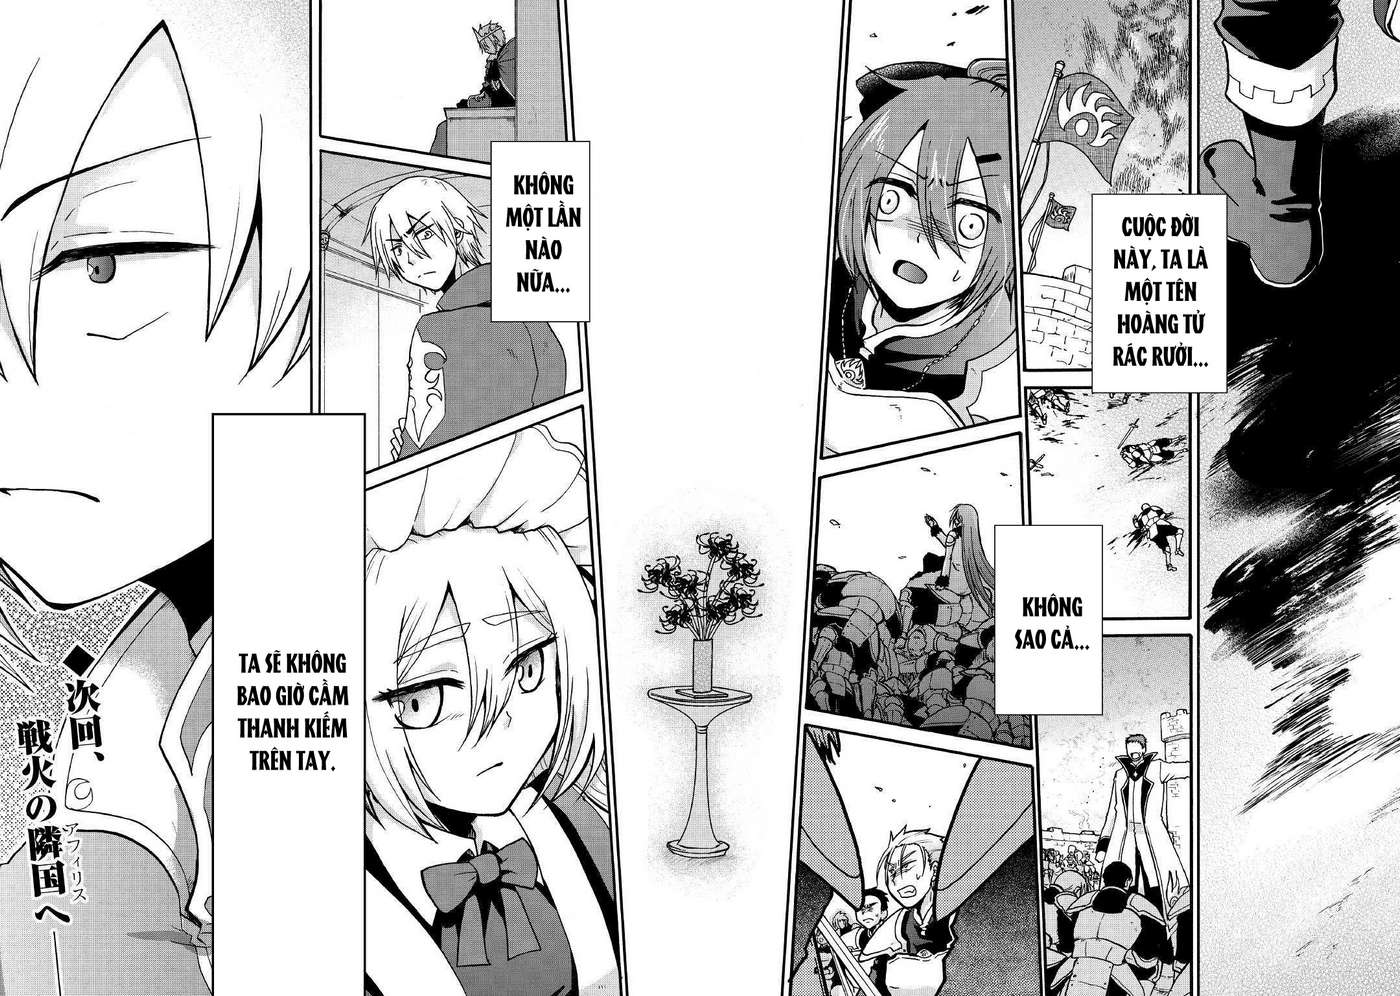 CUỘC ĐỜI
NÀY, TA LÀ
MỘT TÊN
HOÀNG TỬ
RÁC RƯỞI...
KHÔNG
SAO CẢ...
KHÔNG
MỘT LẦN
NÀO
NỮA...
TA SẼ KHÔNG
BAO GIỜ CẦM
THANH KIẾM
TRÊN TAY.
◆次回、
戦火の隣国へ――
アフィリス